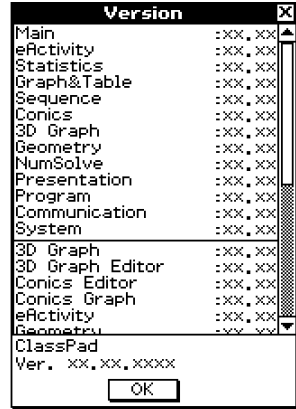 Version
Main :xx.xx
eActivity :xx.xx
Statistics :xx.xx
Graph&Table :xx.xx
Sequence :xx.xx
Conics :xx.xx
3D Graph :xx.xx
Geometry :xx.xx
NumSolve :xx.xx
Presentation :xx.xx
Program :xx.xx
Communication :xx.xx
System :xx.xx
3D Graph :xx.xx
3D Graph Editor :xx.xx
Conics Editor :xx.xx
Conics Graph :xx.xx
eActivity :xx.xx
Geometry :xx.xx
ClassPad
Ver. xx.xx.xxxx
OK